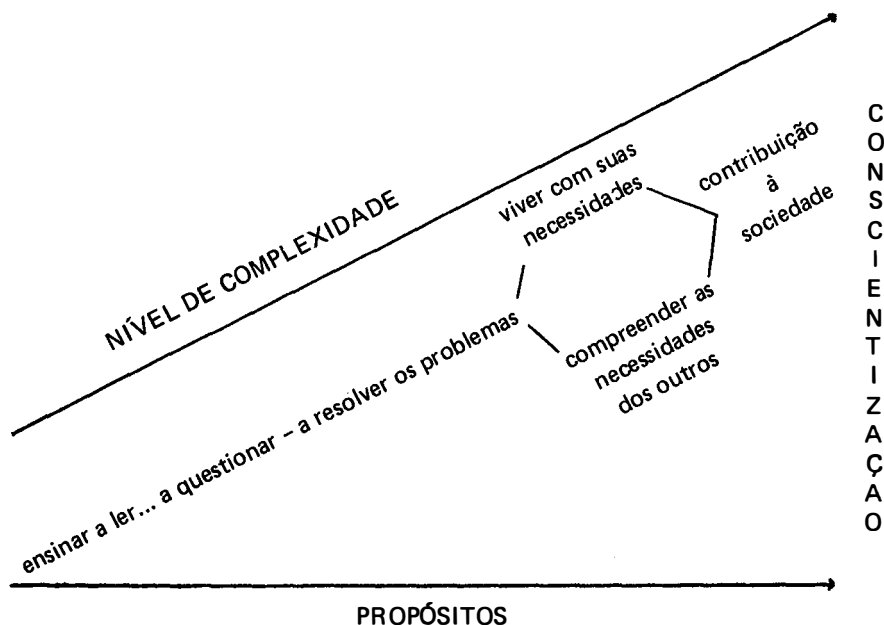 NÍVEL DE COMPLEXIDADE
ensinar a ler... a questionar – a resolver os problemas
viver com suas
necessidades
compreender as
necessidades
dos outros
contribuição
à
sociedade
CONSCIENTIZAÇAO
PROPÓSITOS